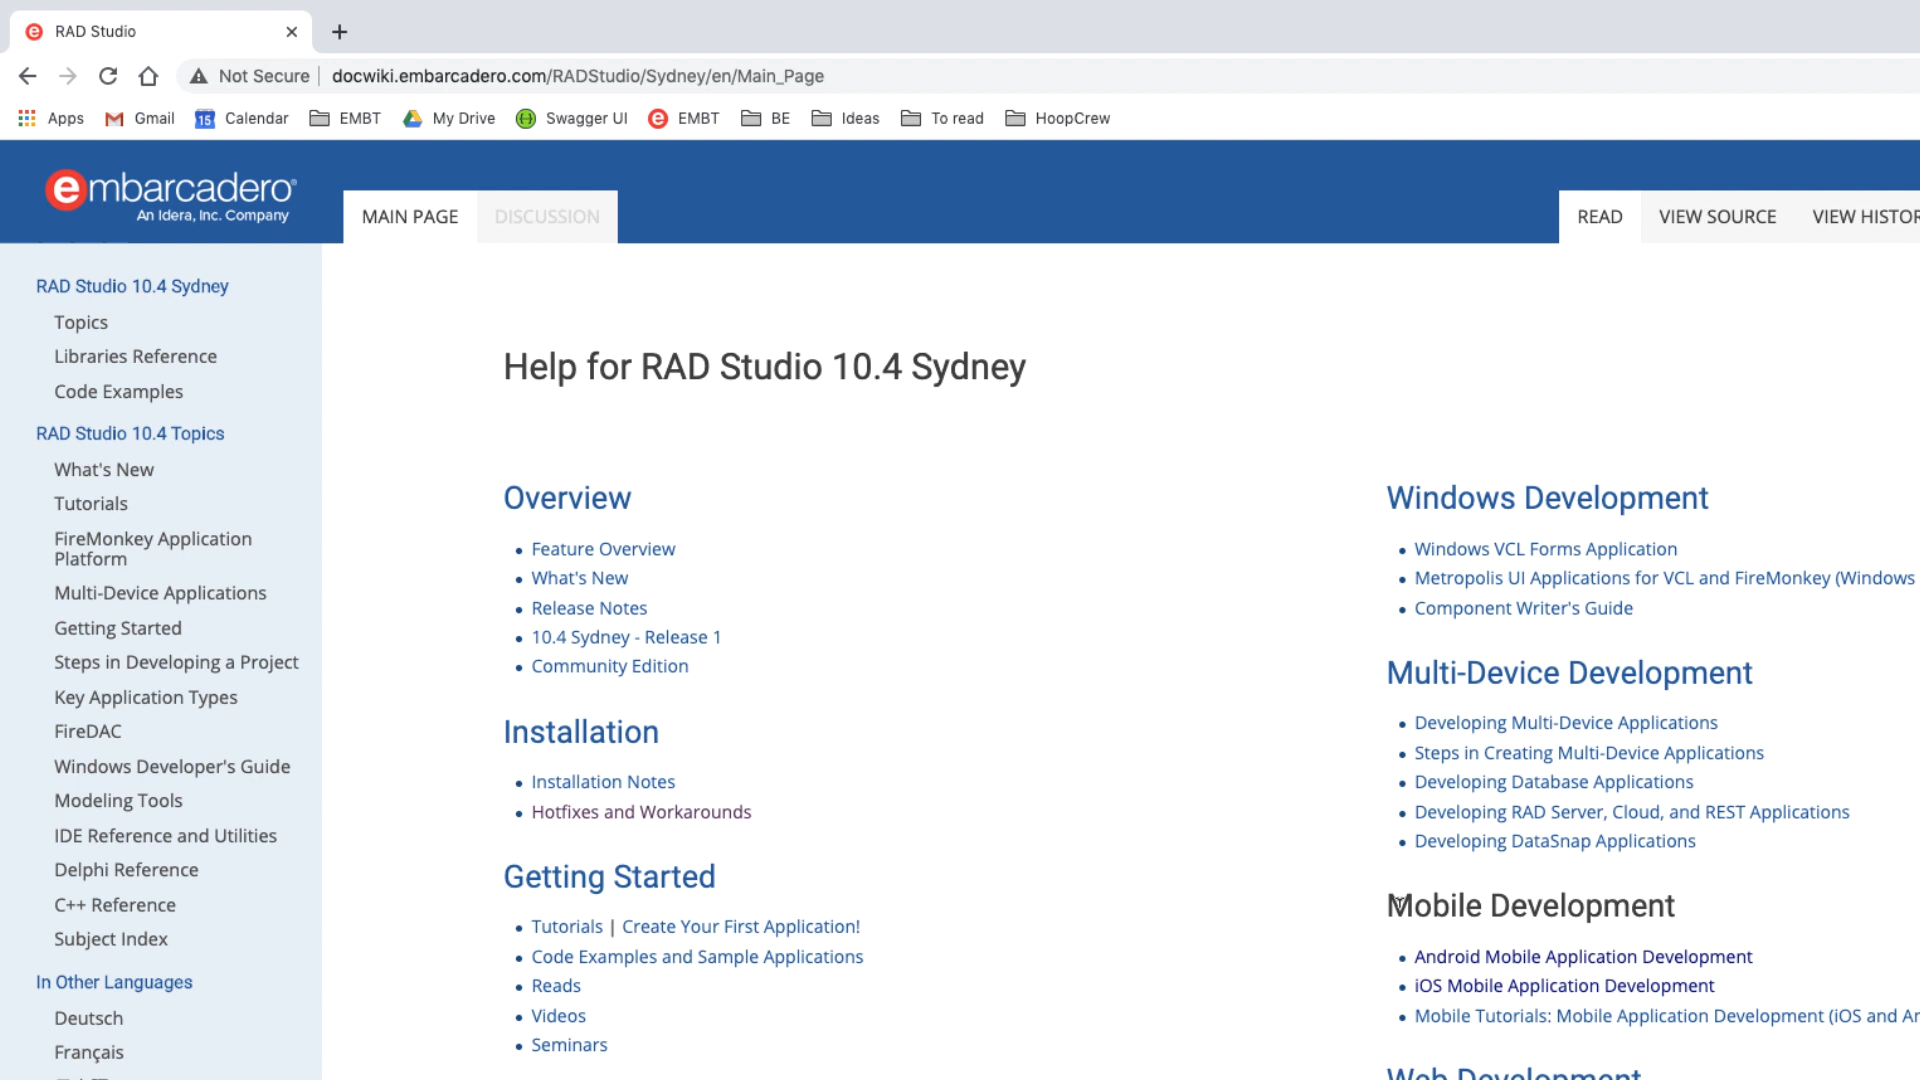 RAD Studio
Not Secure
docwiki.embarcadero.com/RADStudio/Sydney/en/Main_Page
Apps
Gmail
15
Calendar
EMBT
My Drive
Swagger UI
EMBT
BE
Ideas
To read
HoopCrew
embarcadero®
An Idera, Inc. Company
MAIN PAGE
DISCUSSION
READ
VIEW SOURCE
VIEW HISTOR
RAD Studio 10.4 Sydney
Topics
Libraries Reference
Code Examples
RAD Studio 10.4 Topics
What's New
Tutorials
FireMonkey Application
Platform
Multi-Device Applications
Getting Started
Steps in Developing a Project
Key Application Types
FireDAC
Windows Developer's Guide
Modeling Tools
IDE Reference and Utilities
Delphi Reference
C++ Reference
Subject Index
In Other Languages
Deutsch
Français
Help for RAD Studio 10.4 Sydney
Overview
Feature Overview
What's New
Release Notes
10.4 Sydney - Release 1
Community Edition
Installation
Installation Notes
Hotfixes and Workarounds
Getting Started
Tutorials | Create Your First Application!
Code Examples and Sample Applications
Reads
Videos
Seminars
Windows Development
Windows VCL Forms Application
Metropolis UI Applications for VCL and FireMonkey (Windows
Component Writer's Guide
Multi-Device Development
Developing Multi-Device Applications
Steps in Creating Multi-Device Applications
Developing Database Applications
Developing RAD Server, Cloud, and REST Applications
Developing DataSnap Applications
Mobile Development
Android Mobile Application Development
iOS Mobile Application Development
Mobile Tutorials: Mobile Application Development (iOS and Ar
Web Development